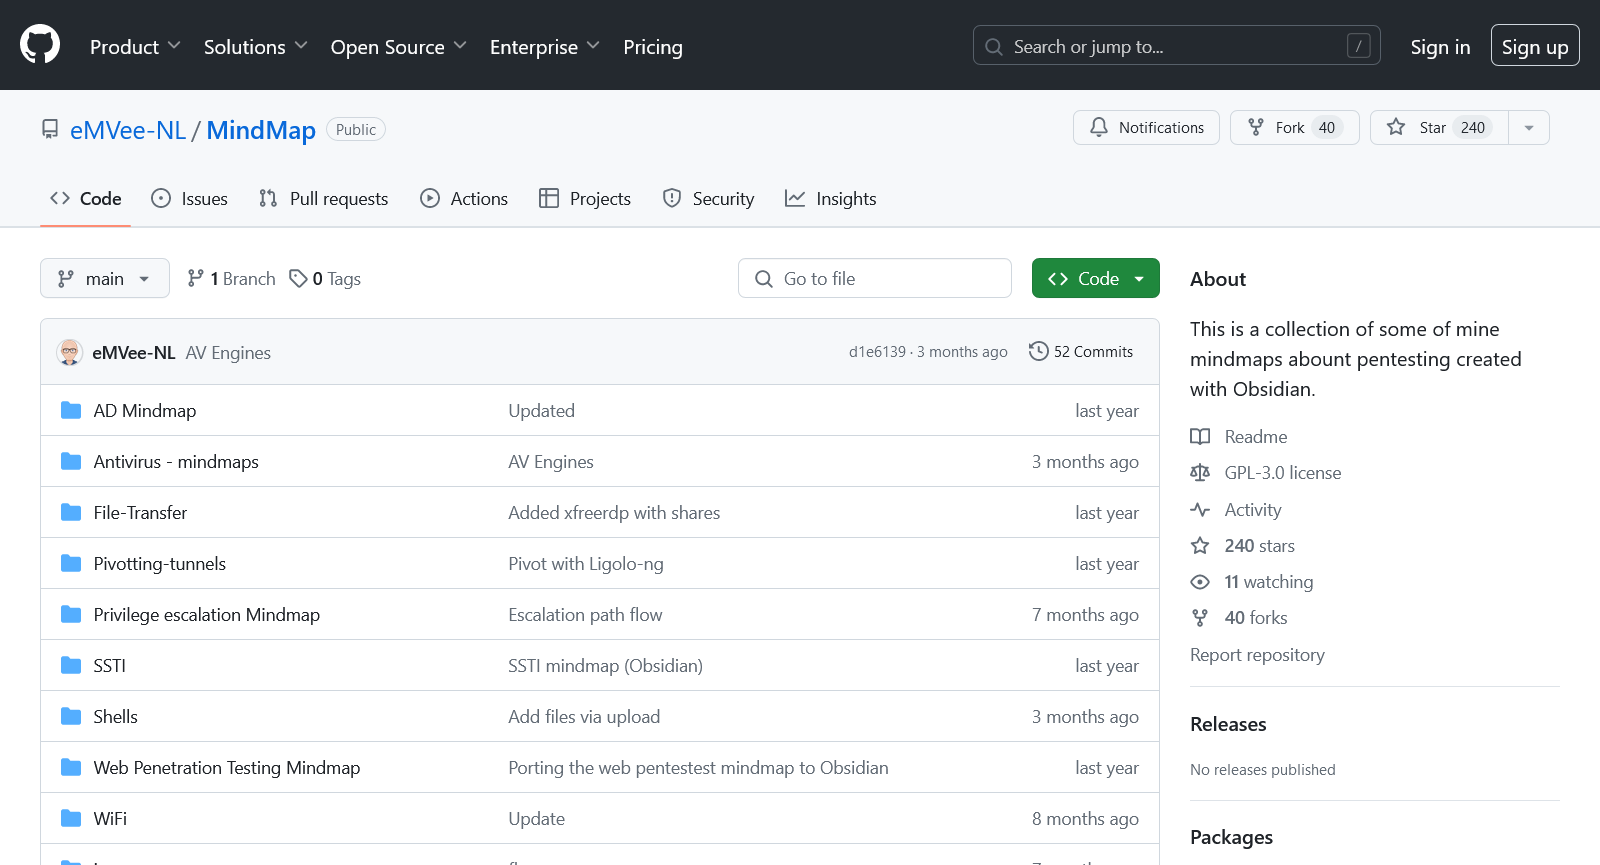 Product Solutions Open Source Enterprise Pricing Search or jump to... / Sign in Sign up
eMVee-NL / MindMap Public Notifications Fork 40 Star 240
Code Issues Pull requests Actions Projects Security Insights
main 1 Branch 0 Tags Go to file Code
eMVee-NL AV Engines d1e6139 · 3 months ago 52 Commits
AD Mindmap Updated last year
Antivirus - mindmaps AV Engines 3 months ago
File-Transfer Added xfreerdp with shares last year
Pivotting-tunnels Pivot with Ligolo-ng last year
Privilege escalation Mindmap Escalation path flow 7 months ago
SSTI SSTI mindmap (Obsidian) last year
Shells Add files via upload 3 months ago
Web Penetration Testing Mindmap Porting the web pentestest mindmap to Obsidian last year
WiFi Update 8 months ago
About
This is a collection of some of mine
mindmaps abount pentesting created
with Obsidian.
Readme
GPL-3.0 license
Activity
240 stars
11 watching
40 forks
Report repository
Releases
No releases published
Packages